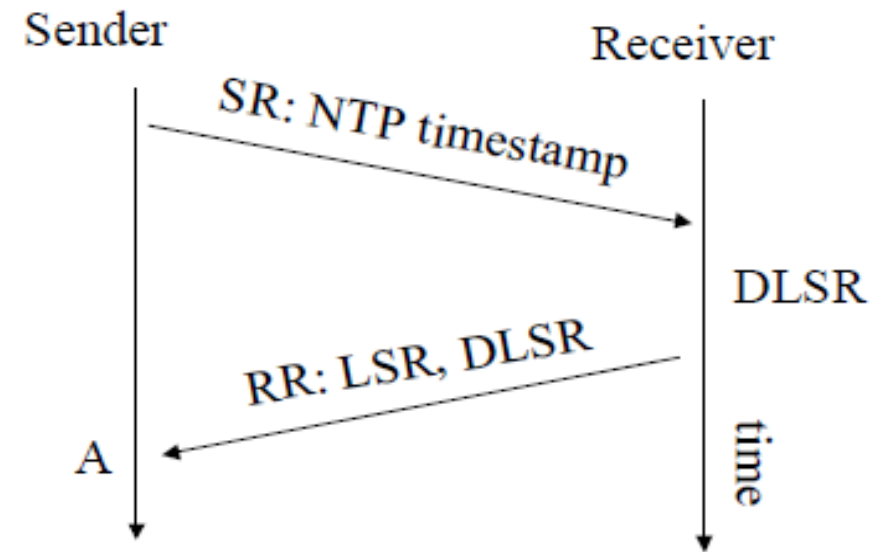 Sender
Receiver
SR: NTP timestamp
DLSR
RR: LSR, DLSR
A
time